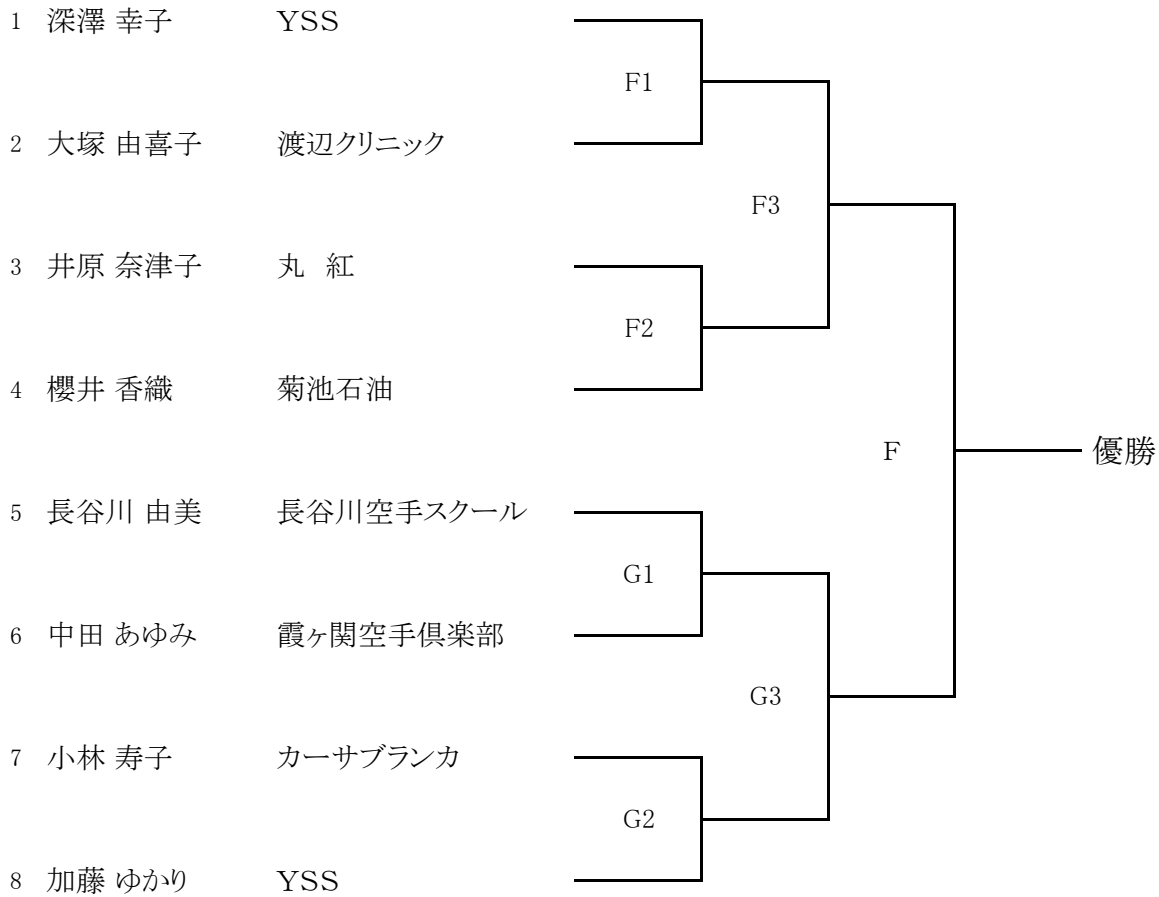 1 深澤 幸子 YSS
F1
2 大塚 由喜子 渡辺クリニック
F3
3 井原 奈津子 丸 紅
F2
4 櫻井 香織 菊池石油
F 優勝
5 長谷川 由美 長谷川空手スクール
G1
6 中田 あゆみ 霞ヶ関空手倶楽部
G3
7 小林 寿子 カーサブランカ
G2
8 加藤 ゆかり YSS